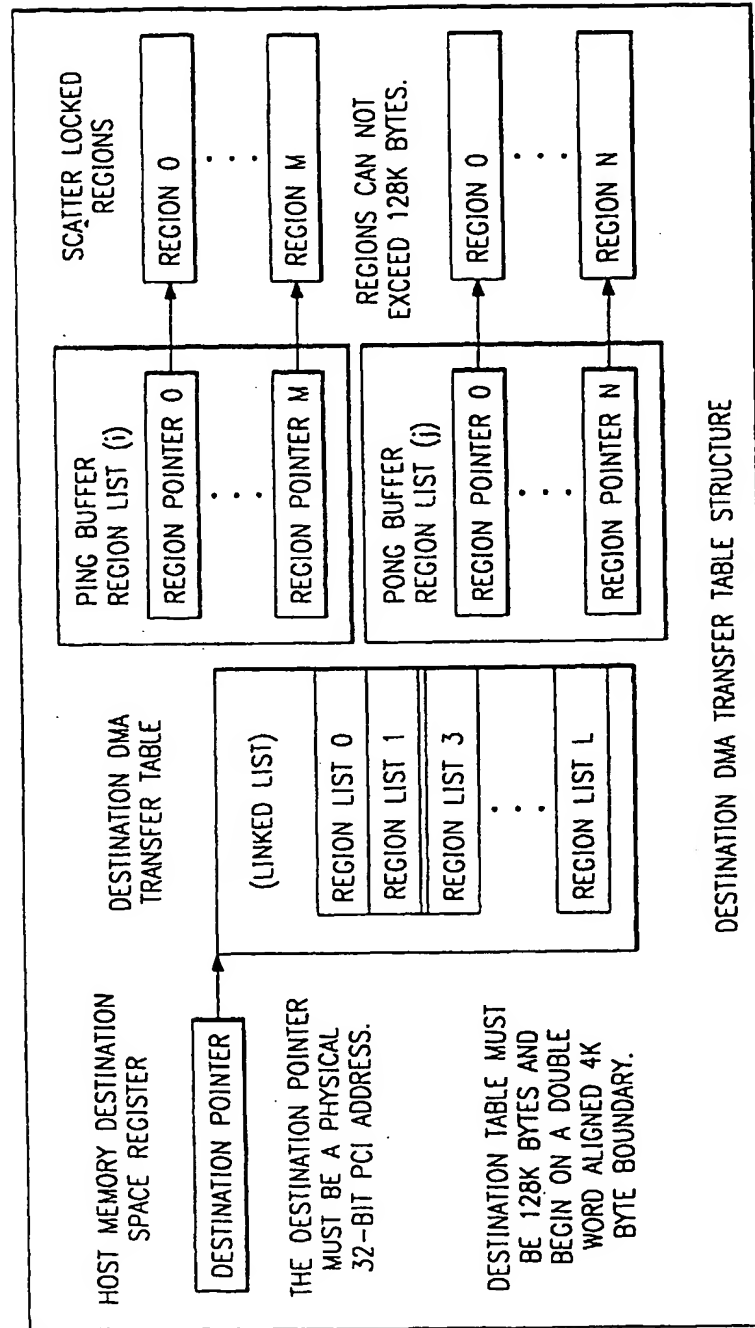 HOST MEMORY DESTINATION
SPACE REGISTER
DESTINATION POINTER
THE DESTINATION POINTER
MUST BE A PHYSICAL
32-BIT PCI ADDRESS.
DESTINATION TABLE MUST
BE 128K BYTES AND
BEGIN ON A DOUBLE
WORD ALIGNED 4K
BYTE BOUNDARY.
DESTINATION DMA
TRANSFER TABLE
(LINKED LIST)
REGION LIST 0
REGION LIST 1
REGION LIST 3
. . .
REGION LIST L
PING BUFFER
REGION LIST (i)
REGION POINTER 0
. . .
REGION POINTER M
PONG BUFFER
REGION LIST (j)
REGION POINTER 0
. . .
REGION POINTER N
SCATTER LOCKED
REGIONS
REGION 0
. . .
REGION M
REGIONS CAN NOT
EXCEED 128K BYTES.
REGION 0
. . .
REGION N
DESTINATION DMA TRANSFER TABLE STRUCTURE